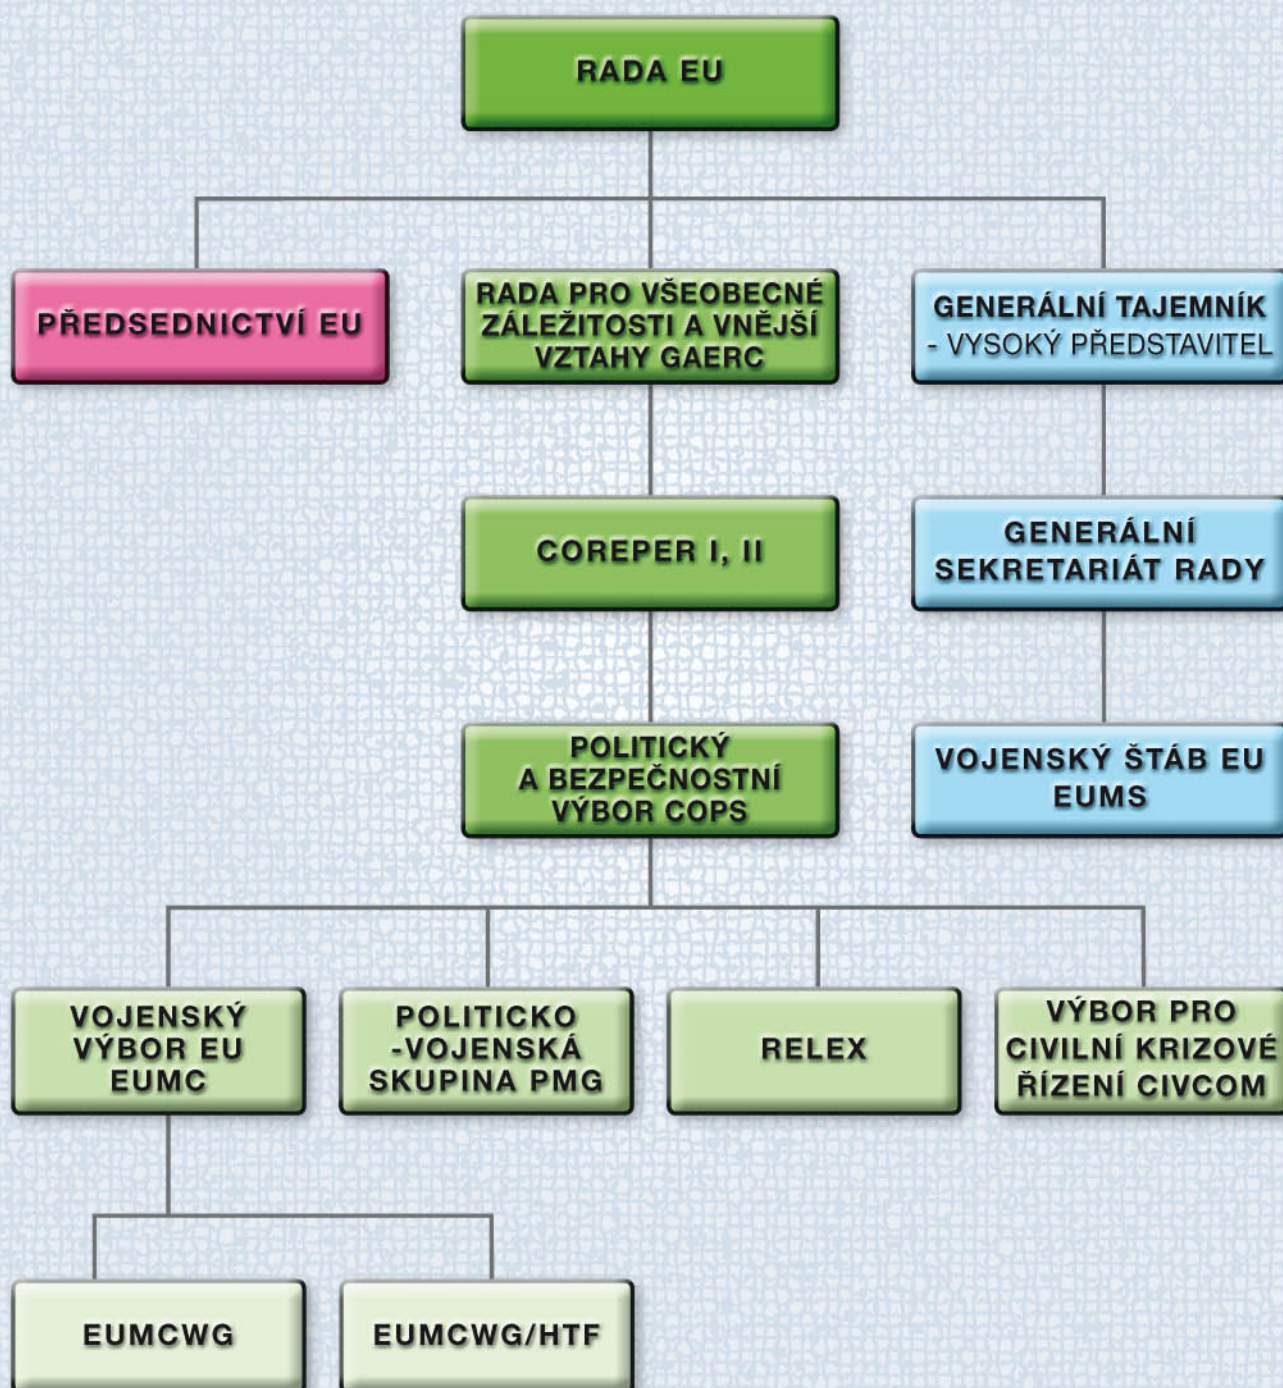 RADA EU
PŘEDSEDNICTVÍ EU
RADA PRO VŠEOBECNÉ
ZÁLEŽITOSTI A VNĚJŠÍ
VZTAHY GAERC
GENERÁLNÍ TAJEMNÍK
- VYSOKÝ PŘEDSTAVITEL
COREPER I, II
GENERÁLNÍ
SEKRETARIÁT RADY
POLITICKÝ
A BEZPEČNOSTNÍ
VÝBOR COPS
VOJENSKÝ ŠTÁB EU
EUMS
VOJENSKÝ
VÝBOR EU
EUMC
POLITICKO
-VOJENSKÁ
SKUPINA PMG
RELEX
VÝBOR PRO
CIVILNÍ KRIZOVÉ
ŘÍZENÍ CIVCOM
EUMCWG
EUMCWG/HTF